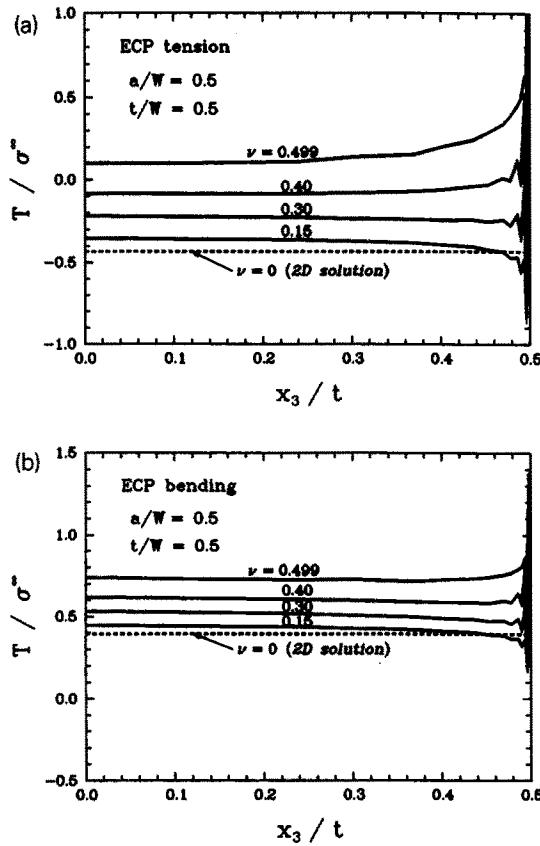 (a)
ECP tension
a/W = 0.5
t/W = 0.5
T / σ^∞
1.0
0.5
0.0
−0.5
−1.0
ν = 0.499
0.40
0.30
0.15
ν = 0 (2D solution)
0.0 0.1 0.2 0.3 0.4 0.5
x₃ / t
(b)
ECP bending
a/W = 0.5
t/W = 0.5
T / σ^∞
1.5
1.0
0.5
0.0
−0.5
ν = 0.499
0.40
0.30
0.15
ν = 0 (2D solution)
0.0 0.1 0.2 0.3 0.4 0.5
x₃ / t